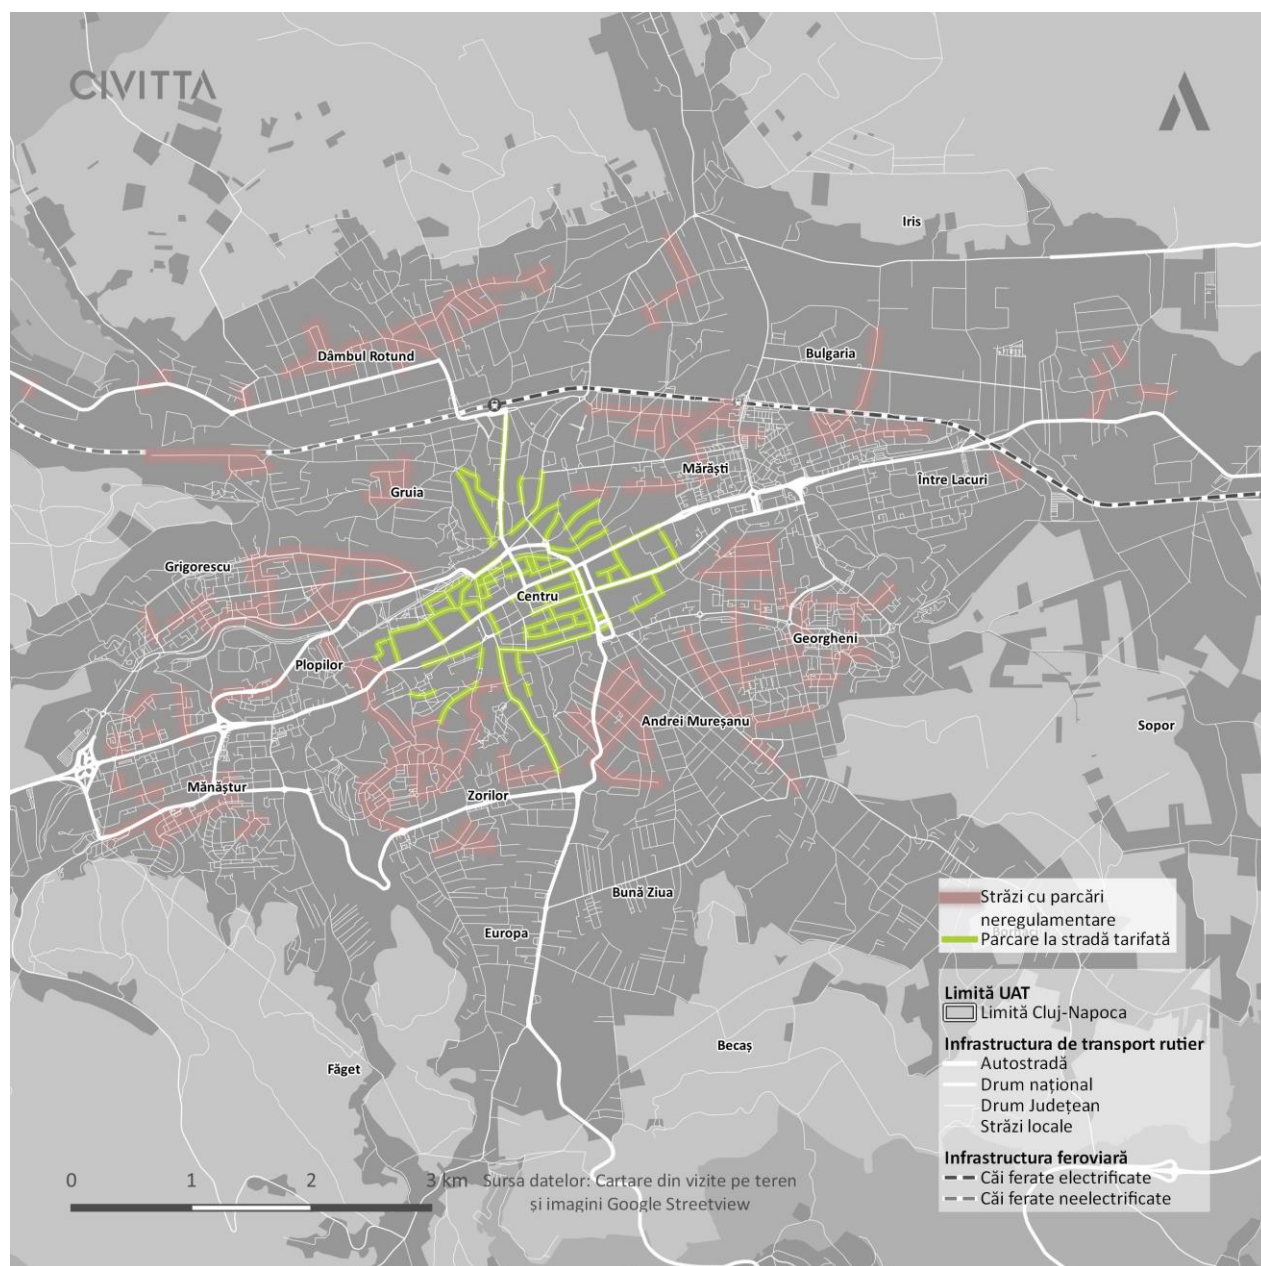 CIVITTA
Iris
Dâmbul Rotund
Bulgaria
Mărăști
Gruia
Între Lacuri
Grigorescu
Centru
Georgheni
Plopilor
Andrei Mureșanu
Sopor
Mănăștur
Zorilor
Bună Ziua
Europa
Becaș
Făget
Străzi cu parcări
neregulamentare
Parcare la stradă tarifată
Limită UAT
Limită Cluj-Napoca
Infrastructura de transport rutier
Autostradă
Drum național
Drum Județean
Străzi locale
Infrastructura feroviară
Căi ferate electrificate
Căi ferate neelectrificate
0 1 2 3 km
Sursa datelor: Cartare din vizite pe teren
și imagini Google Streetview